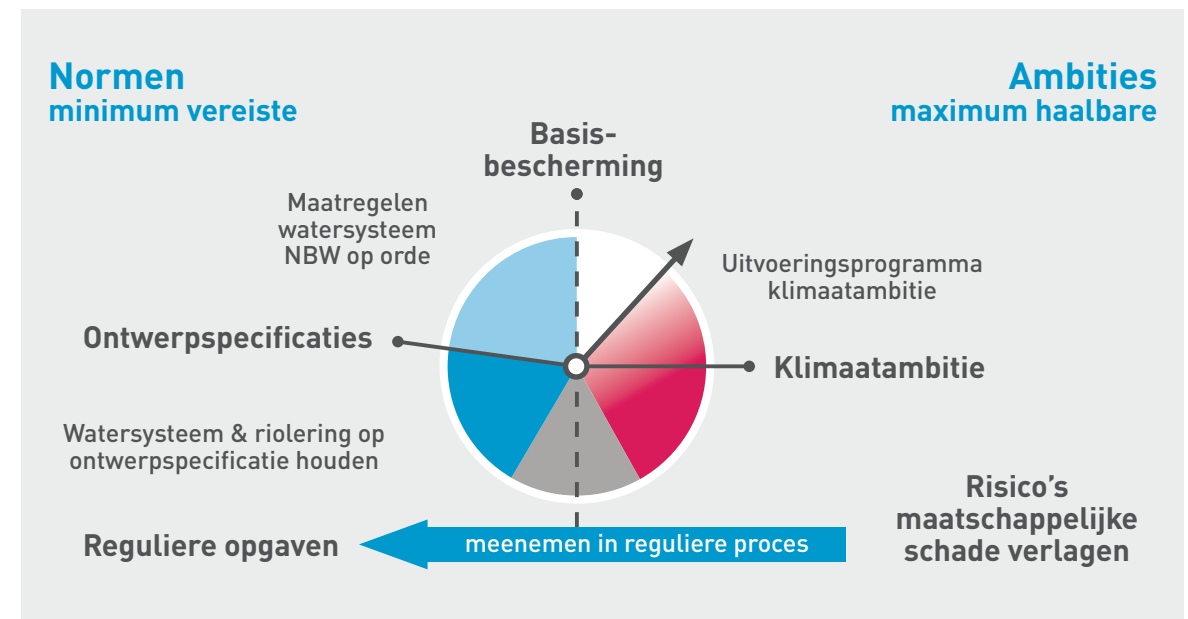 Normen
minimum vereiste
Ambities
maximum haalbare
Basis-
bescherming
Maatregelen
watersysteem
NBW op orde
Uitvoeringsprogramma
klimaatambitie
Ontwerpspecificaties
Klimaatambitie
Watersysteem & riolering op
ontwerpspecificatie houden
Risico’s
maatschappelijke
schade verlagen
Reguliere opgaven
meenemen in reguliere proces